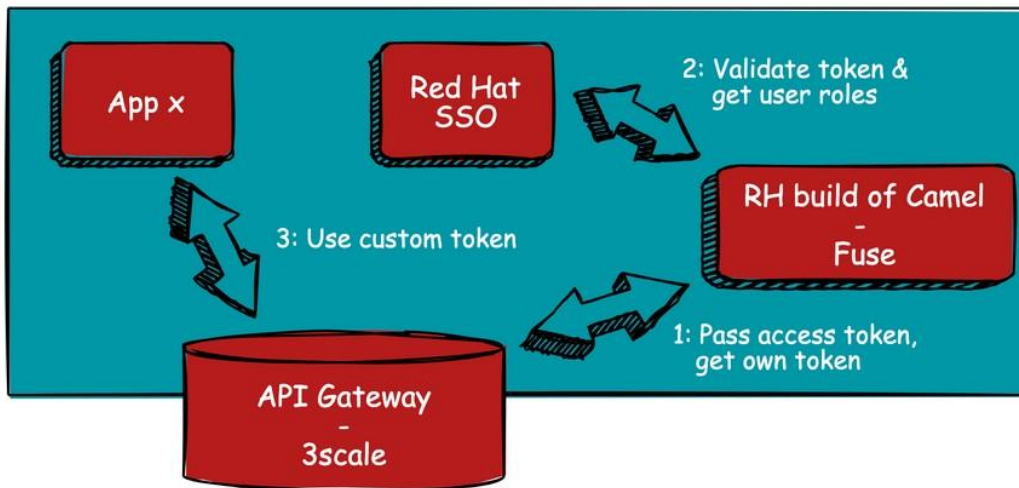 App x
Red Hat
SSO
2: Validate token &
get user roles
RH build of Camel
-
Fuse
3: Use custom token
1: Pass access token,
get own token
API Gateway
-
3scale